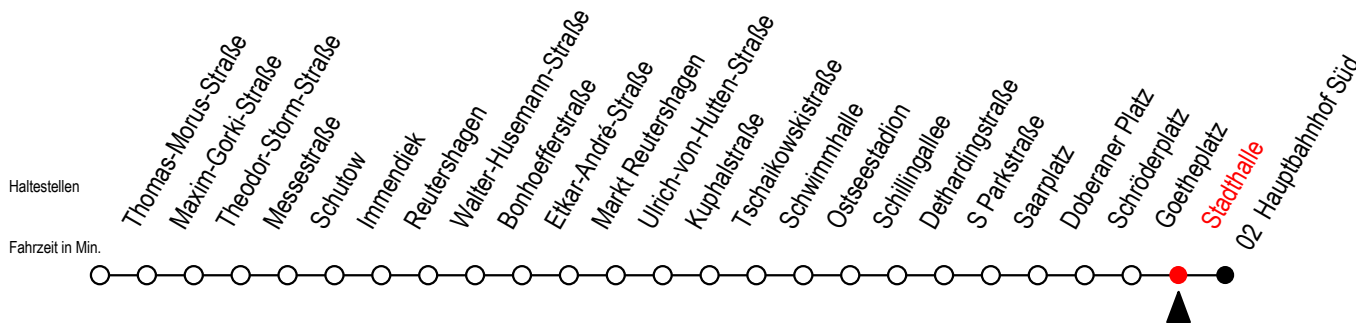 Haltestellen
Thomas-Morus-Straße
Maxim-Gorki-Straße
Theodor-Storm-Straße
Messestraße
Schutow
Immendiek
Reutershagen
Walter-Husemann-Straße
Bonhoefferstraße
Etkar-André-Straße
Markt Reutershagen
Ulrich-von-Hutten-Straße
Kuphalstraße
Tschaikowskistraße
Schwimmhalle
Ostseestadion
Schillingallee
Dethardingstraße
S Parkstraße
Saarplatz
Doberaner Platz
Schröderplatz
Goetheplatz
Stadthalle
02 Hauptbahnhof Süd
Fahrzeit in Min.